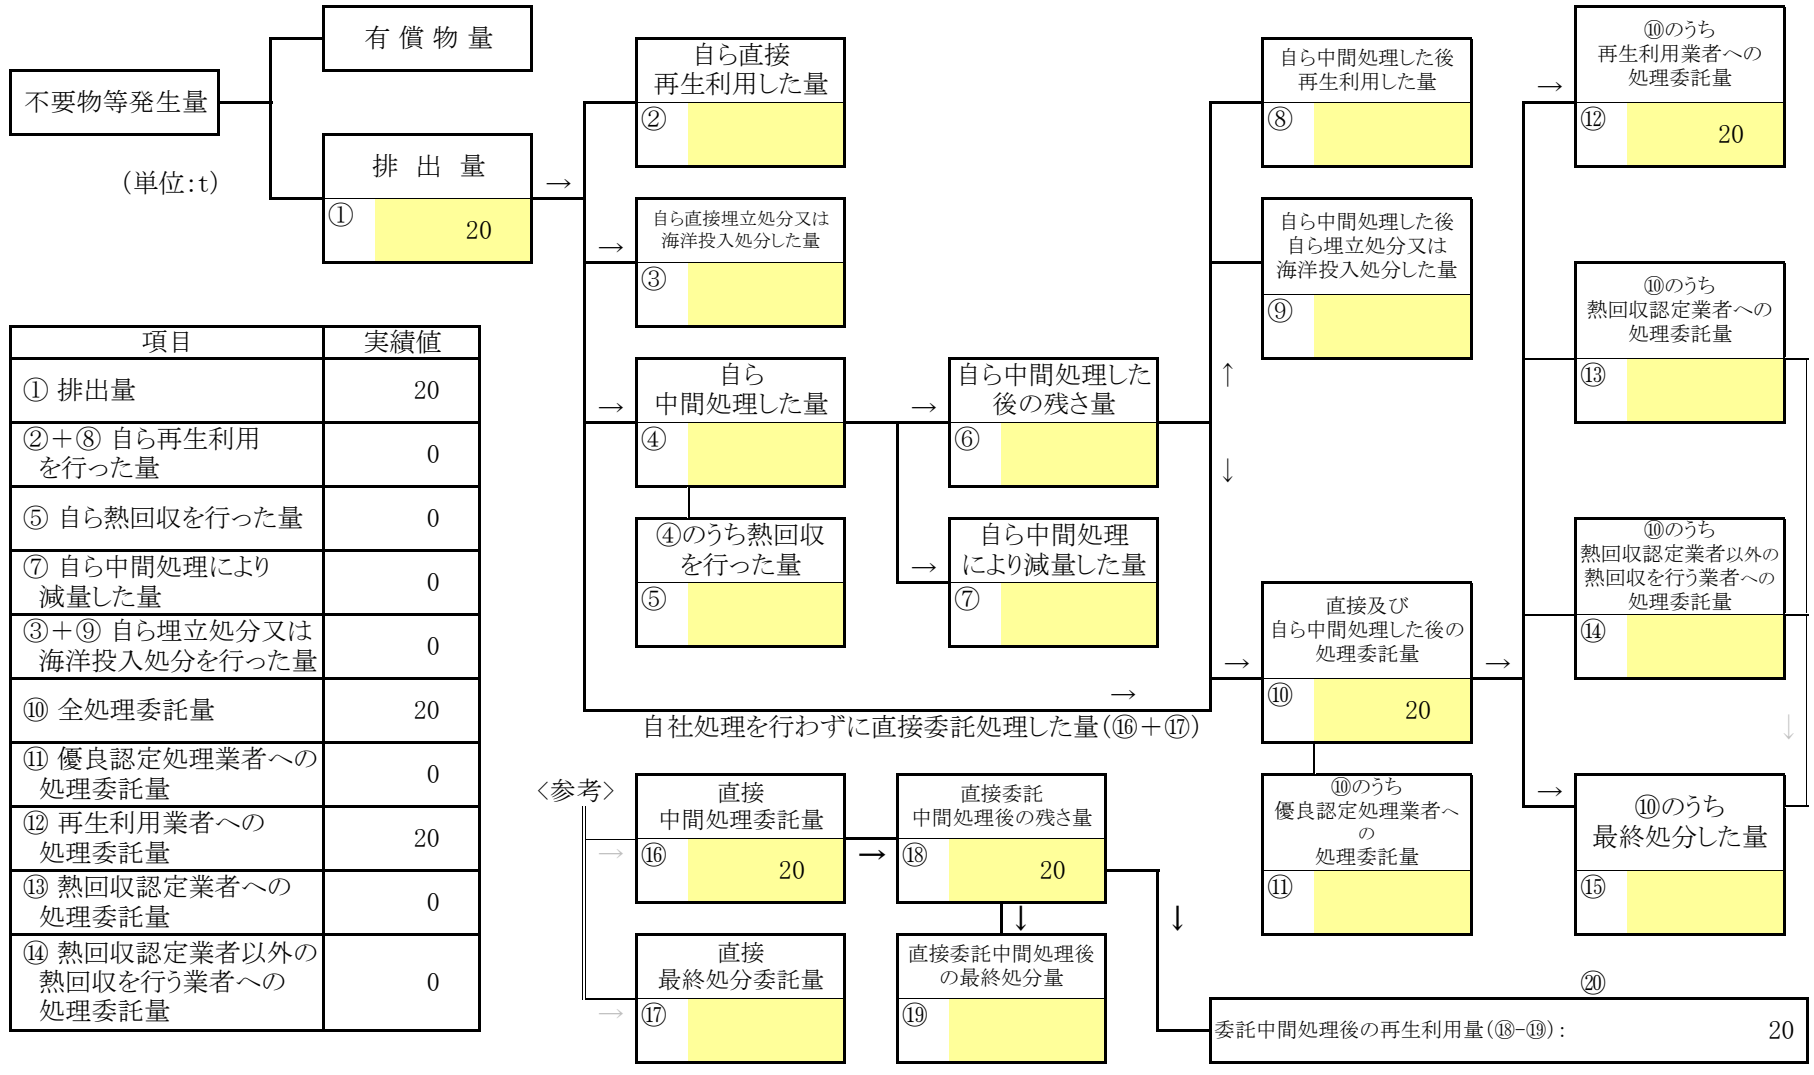 不要物等発生量
(単位:t)
有 償 物 量
排 出 量
→
①
20
自ら直接
再生利用した量
②
→
自ら直接埋立処分又は
海洋投入処分した量
③
→
自ら
中間処理した量
④
④のうち熱回収
を行った量
⑤
→
自ら中間処理した
後の残さ量
⑥
→
自ら中間処理
により減量した量
⑦
自ら中間処理した後
再生利用した量
⑧
自ら中間処理した後
自ら埋立処分又は
海洋投入処分した量
⑨
↑
↓
→
直接及び
自ら中間処理した後の
処理委託量
⑩
20
→
自社処理を行わずに直接委託処理した量(⑯+⑰)
⑩のうち
優良認定処理業者へ
の
処理委託量
⑪
→
→
⑩のうち
再生利用業者への
処理委託量
⑫
20
⑩のうち
熱回収認定業者への
処理委託量
⑬
⑩のうち
熱回収認定業者以外の
熱回収を行う業者への
処理委託量
⑭
↓
→
⑩のうち
最終処分した量
⑮
項目 実績値
① 排出量 20
②+⑧ 自ら再生利用
を行った量 0
⑤ 自ら熱回収を行った量 0
⑦ 自ら中間処理により
減量した量 0
③+⑨ 自ら埋立処分又は
海洋投入処分を行った量 0
⑩ 全処理委託量 20
⑪ 優良認定処理業者への
処理委託量 0
⑫ 再生利用業者への
処理委託量 20
⑬ 熱回収認定業者への
処理委託量 0
⑭ 熱回収認定業者以外の
熱回収を行う業者への
処理委託量 0
<参考>
→
直接
中間処理委託量
⑯
20
→
直接委託
中間処理後の残さ量
⑱
20
↓
↓
→
直接
最終処分委託量
⑰
直接委託中間処理後
の最終処分量
⑲
⑳
委託中間処理後の再生利用量(⑱-⑲): 20